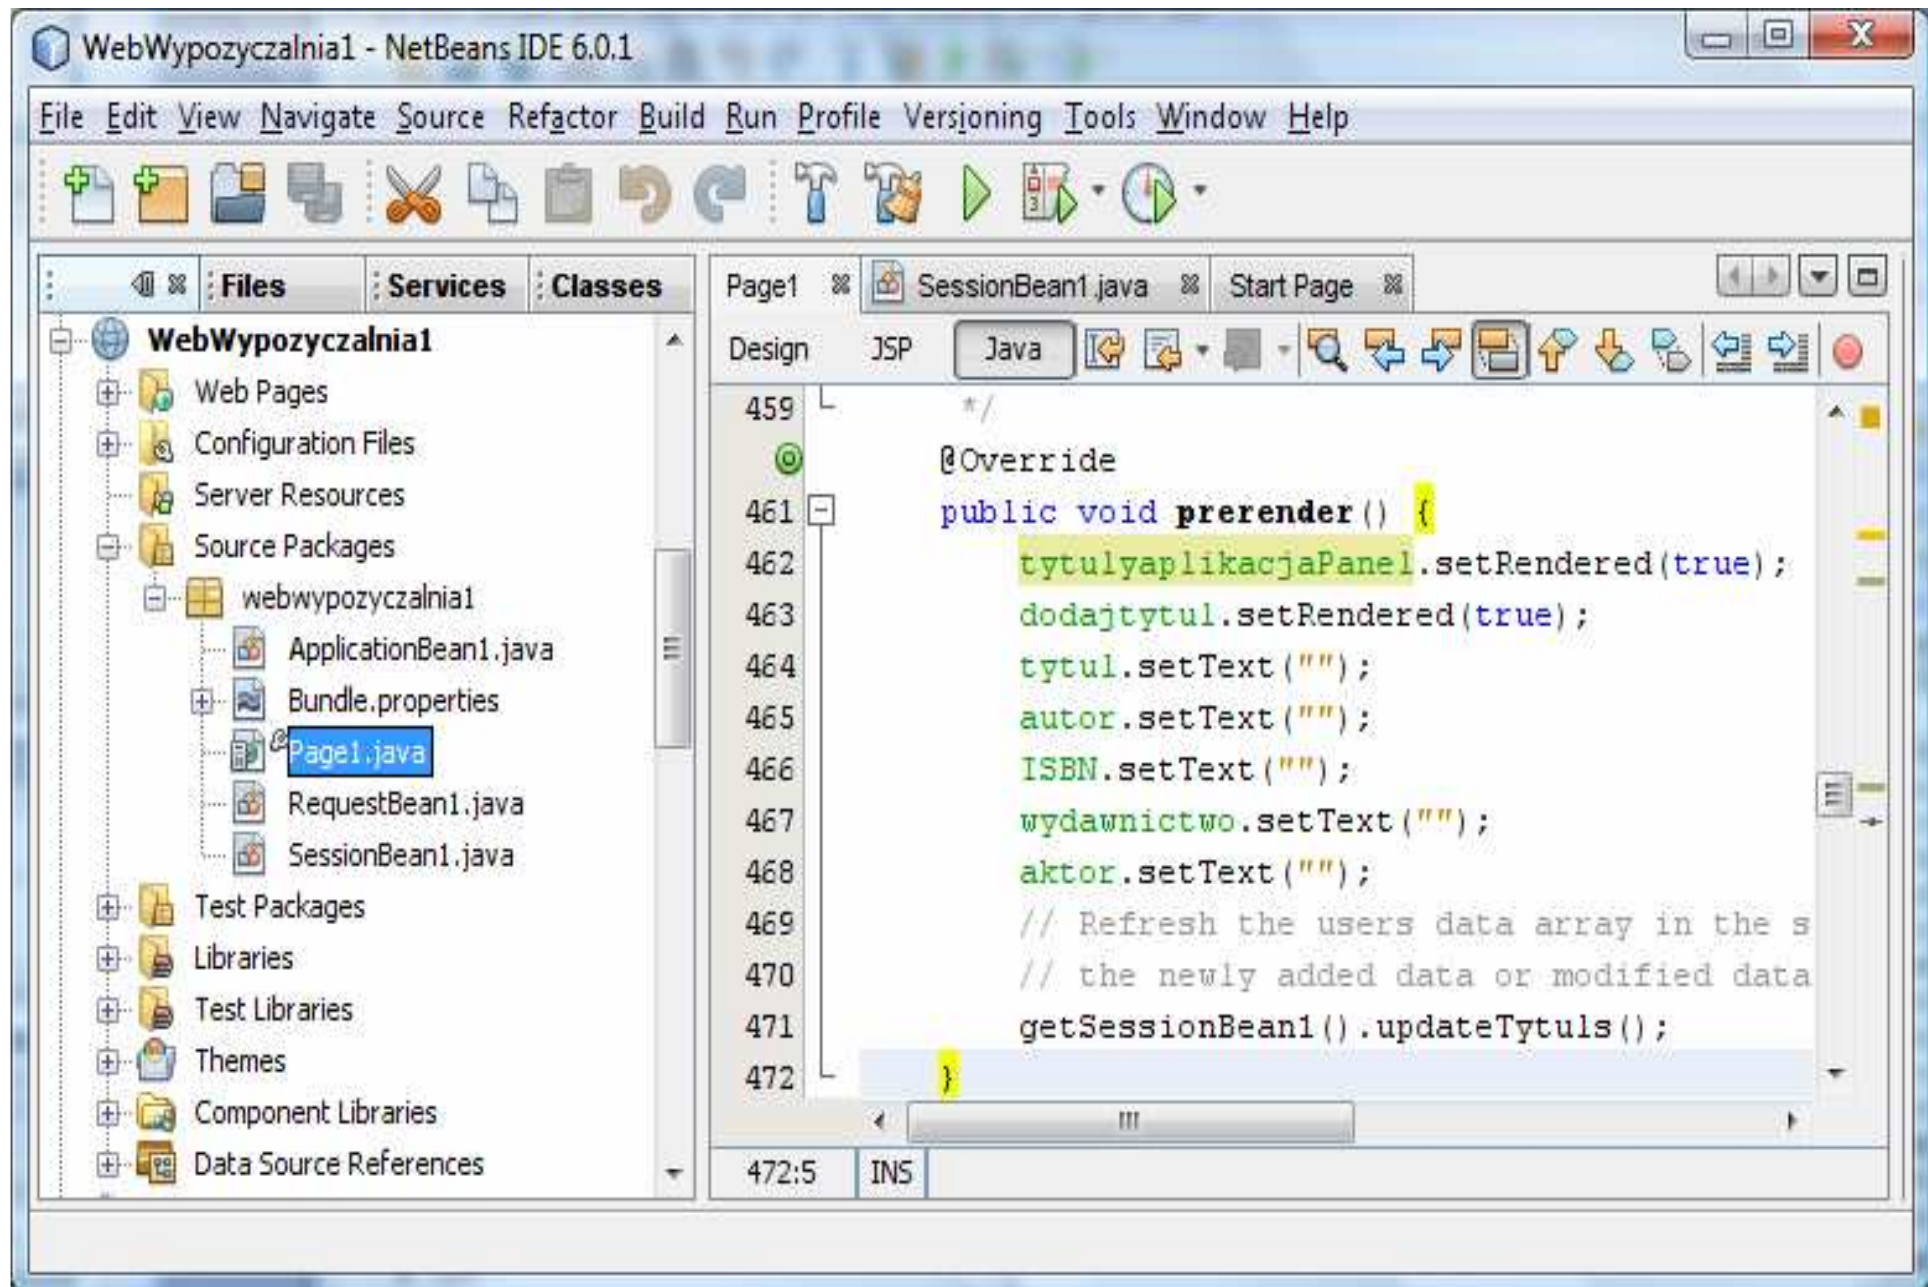 WebWypozyczalnia1 - NetBeans IDE 6.0.1
File Edit View Navigate Source Refactor Build Run Profile Versioning Tools Window Help
Files Services Classes
WebWypozyczalnia1
Web Pages
Configuration Files
Server Resources
Source Packages
webwypozyczalnia1
ApplicationBean1.java
Bundle.properties
Page1.java
RequestBean1.java
SessionBean1.java
Test Packages
Libraries
Test Libraries
Themes
Component Libraries
Data Source References
Page1 SessionBean1.java Start Page
Design JSP Java
459 */
@Override
461 public void prerender() {
462 tytulyaplikacjaPanel.setRendered(true);
463 dodajtytul.setRendered(true);
464 tytul.setText("");
465 autor.setText("");
466 ISBN.setText("");
467 wydawnictwo.setText("");
468 aktor.setText("");
469 // Refresh the users data array in the s
470 // the newly added data or modified data
471 getSessionBean1().updateTytuls();
472 }
472:5 INS